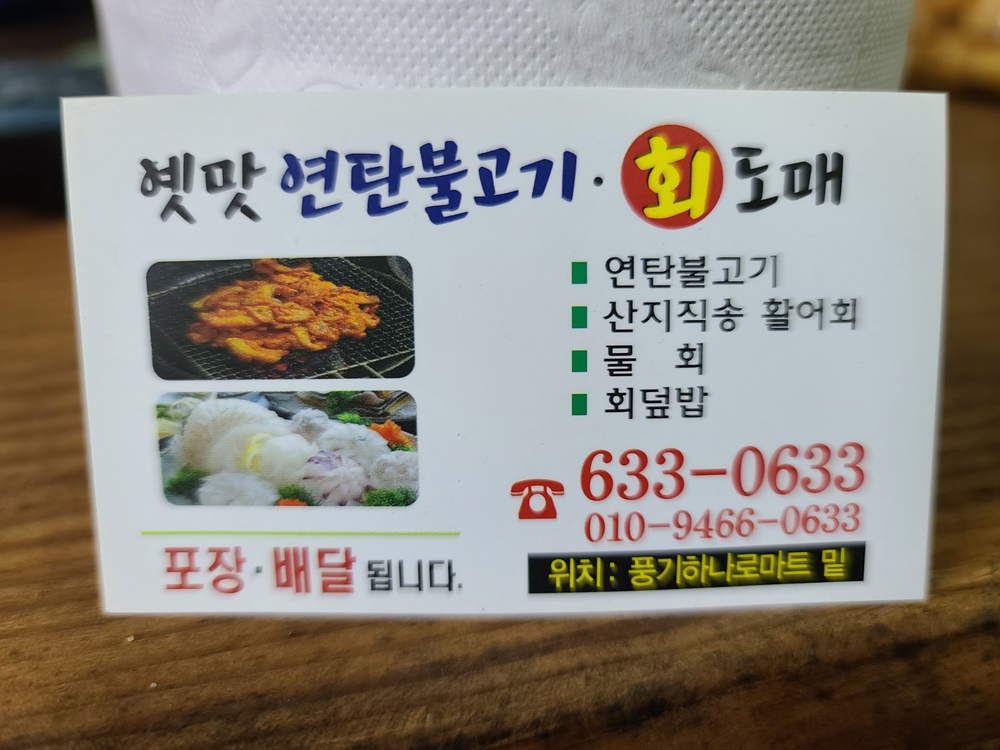 옛맛 연탄불고기·회도매
■ 연탄불고기
■ 산지직송 활어회
■ 물 회
■ 회덮밥
☎ 633-0633
010-9466-0633
포장·배달 됩니다.
위치: 풍기하나로마트 밑